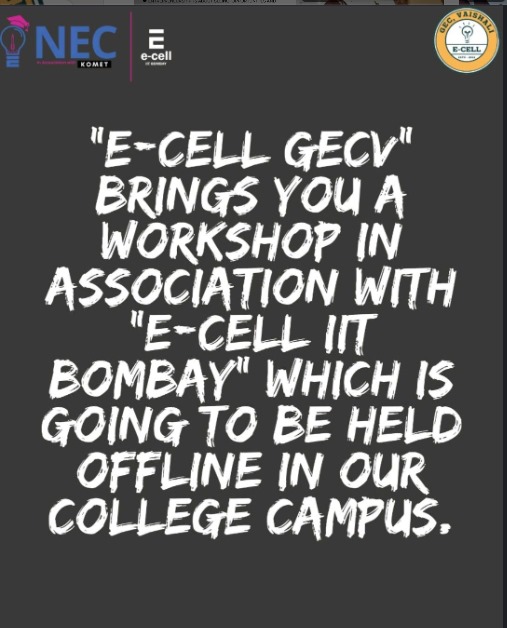 NEC
KOMET
e-cell
IIT BOMBAY
GEC, VAISHALI
E-CELL
"E-CELL GECV"
BRINGS YOU A
WORKSHOP IN
ASSOCIATION WITH
"E-CELL IIT
BOMBAY" WHICH IS
GOING TO BE HELD
OFFLINE IN OUR
COLLEGE CAMPUS.